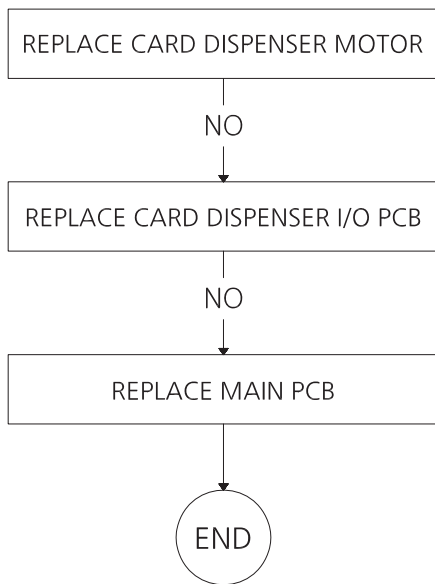 REPLACE CARD DISPENSER MOTOR
NO
REPLACE CARD DISPENSER I/O PCB
NO
REPLACE MAIN PCB
END